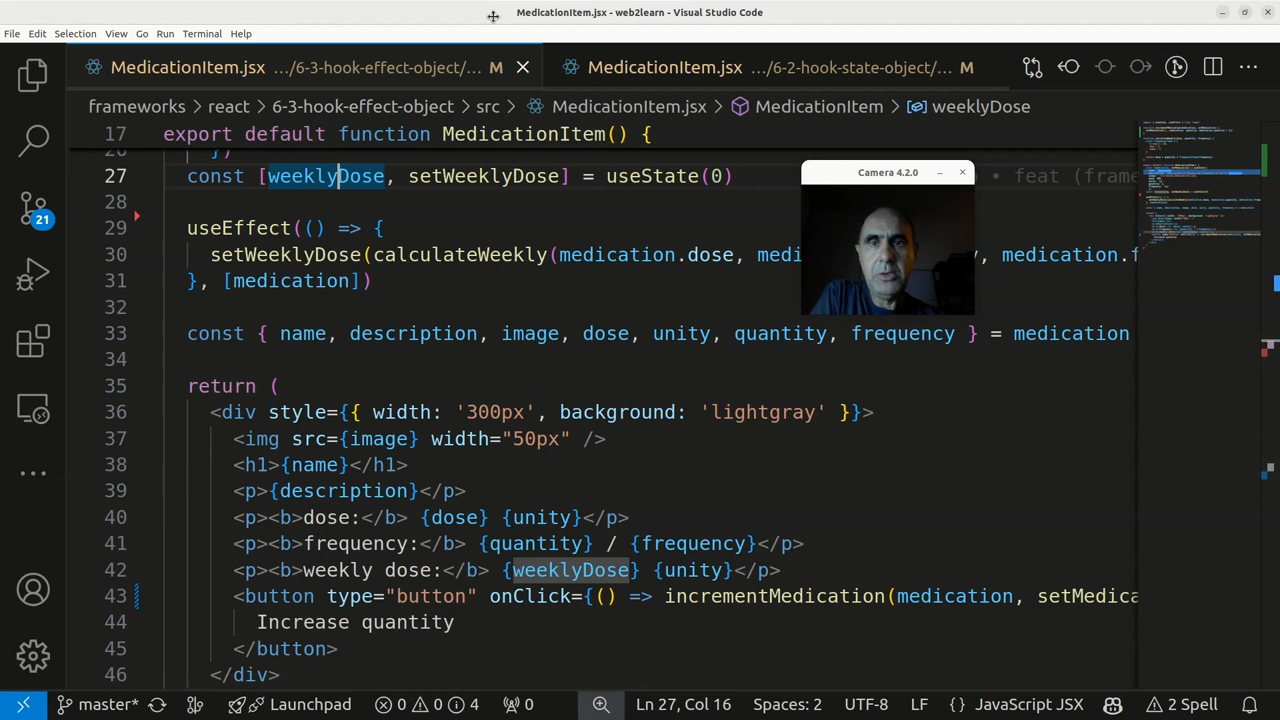 MedicationItem.jsx - web2learn - Visual Studio Code
File Edit Selection View Go Run Terminal Help
MedicationItem.jsx .../6-3-hook-effect-object/... M
MedicationItem.jsx .../6-2-hook-state-object/... M
frameworks > react > 6-3-hook-effect-object > src > MedicationItem.jsx > MedicationItem > weeklyDose
17 export default function MedicationItem() {
26 })
27 const [weeklyDose, setWeeklyDose] = useState(0) • feat (fram
Camera 4.2.0
28
29 useEffect(() => {
30 setWeeklyDose(calculateWeekly(medication.dose, medi y, medication.f
31 }, [medication])
32
33 const { name, description, image, dose, unity, quantity, frequency } = medication
34
35 return (
36 <div style={{ width: '300px', background: 'lightgray' }}>
37 <img src={image} width="50px" />
38 <h1>{name}</h1>
39 <p>{description}</p>
40 <p><b>dose:</b> {dose} {unity}</p>
41 <p><b>frequency:</b> {quantity} / {frequency}</p>
42 <p><b>weekly dose:</b> {weeklyDose} {unity}</p>
43 <button type="button" onClick={() => incrementMedication(medication, setMedica
44 Increase quantity
45 </button>
46 </div>
21
master* Launchpad 0 0 4 0 Ln 27, Col 16 Spaces: 2 UTF-8 LF {} JavaScript JSX 2 Spell